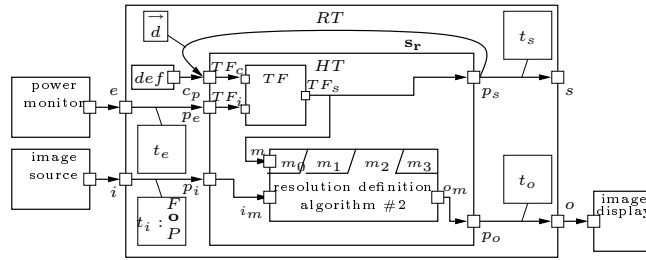 RT
→
d
t_s
s_r
HT
def
TF_c
TF
TF_s
power
monitor
e
c_p
TF_i
p_e
p_s
s
t_e
m
m_0 m_1 m_2 m_3
image
source
t_o
i
p_i
resolution definition
algorithm #2
i_m
o_m
F
t_i : o
P
p_o
o
image
display